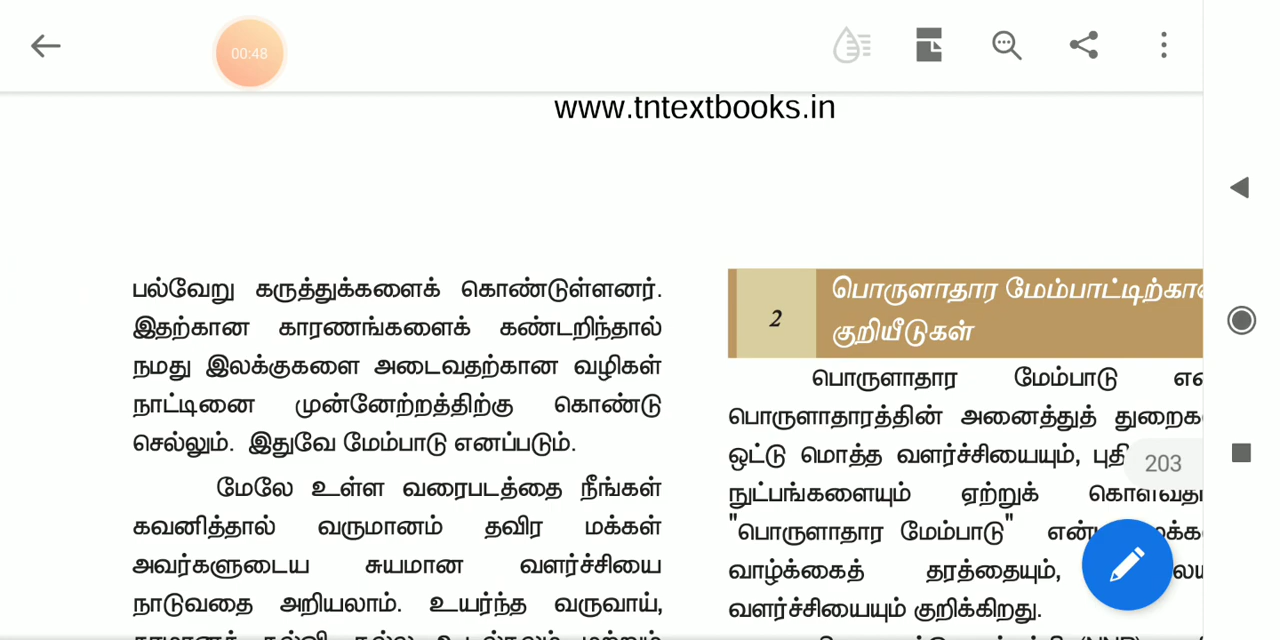 00:48
www.tntextbooks.in
பல்வேறு கருத்துக்களைக் கொண்டுள்ளனர்.
இதற்கான காரணங்களைக் கண்டறிந்தால்
நமது இலக்குகளை அடைவதற்கான வழிகள்
நாட்டினை முன்னேற்றத்திற்கு கொண்டு
செல்லும். இதுவே மேம்பாடு எனப்படும்.
மேலே உள்ள வரைபடத்தை நீங்கள்
கவனித்தால் வருமானம் தவிர மக்கள்
அவர்களுடைய சுயமான வளர்ச்சியை
நாடுவதை அறியலாம். உயர்ந்த வருவாய்,
2
பொருளாதார
குறியீடுகள்
பொருளாதார மேம்பாடு
பொருளாதாரத்தின் அனைத்துத்
ஒட்டு மொத்த வளர்ச்சியையும்,
203
நுட்பங்களையும் ஏற்றுக்
"பொருளாதார மேம்பாடு"
வாழ்க்கைத் தரத்தையும்,
வளர்ச்சியையும் குறிக்கிறது.